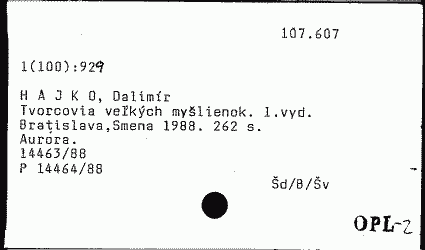 107.607
1(100):929
H A J K O, Dalimír
Tvorcovia veľkých myšlienok. 1.vyd.
Bratislava,Smena 1988. 262 s.
Aurora.
14463/88
P 14464/88
Šd/B/Šv
OPL-2